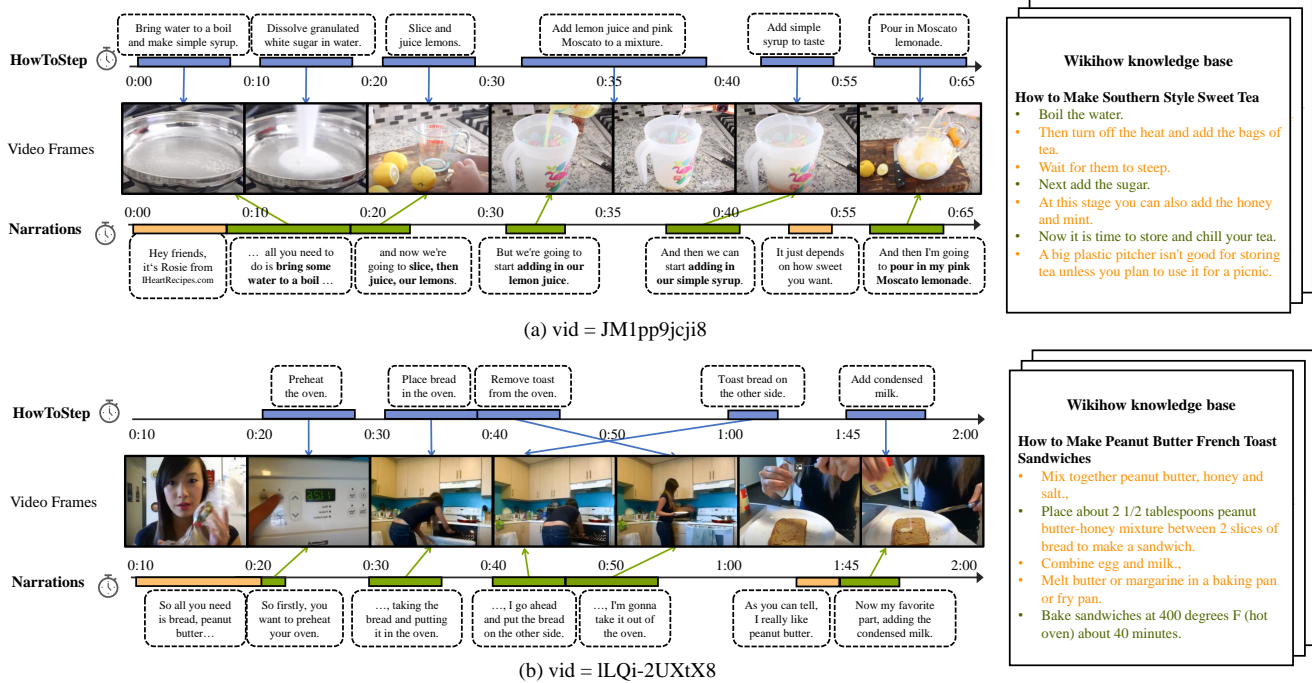 Bring water to a boil
and make simple syrup.
Dissolve granulated
white sugar in water.
Slice and
juice lemons.
Add lemon juice and pink
Moscato to a mixture.
Add simple
syrup to taste
Pour in Moscato
lemonade.
HowToStep
0:00
0:10
0:20
0:30
0:40
0:55
0:65
Video Frames
0:00
0:10
0:20
0:30
0:35
0:40
0:55
0:65
Narrations
Hey friends,
it's Rosie from
IHeartRecipes.com
… all you need to
do is bring some
water to a boil …
and now we're
going to slice, then
juice, our lemons.
But we're going to
start adding in our
lemon juice.
And then we can
start adding in
our simple syrup.
It just depends
on how sweet
you want.
And then I'm going
to pour in my pink
Moscato lemonade.
Wikihow knowledge base
How to Make Southern Style Sweet Tea
• Boil the water.
• Then turn off the heat and add the bags of
tea.
• Wait for them to steep.
• Next add the sugar.
• At this stage you can also add the honey
and mint.
• Now it is time to store and chill your tea.
• A big plastic pitcher isn't good for storing
tea unless you plan to use it for a picnic.
(a) vid = JM1pp9jcji8
Preheat
the oven.
Place bread
in the oven.
Remove toast
from the oven.
Toast bread on
the other side.
Add condensed
milk.
HowToStep
0:10
0:20
0:30
0:40
0:50
1:00
1:45
2:00
Video Frames
0:10
0:20
0:30
0:40
0:50
1:00
1:45
2:00
Narrations
So all you need
is bread, peanut
butter…
So firstly, you
want to preheat
your oven.
…, taking the
bread and putting
it in the oven.
…, I go ahead
and put the bread
on the other side.
…, I'm gonna
take it out of
the oven.
As you can tell,
I really like
peanut butter.
Now my favorite
part, adding the
condensed milk.
Wikihow knowledge base
How to Make Peanut Butter French Toast
Sandwiches
• Mix together peanut butter, honey and
salt.,
• Place about 2 1/2 tablespoons peanut
butter-honey mixture between 2 slices of
bread to make a sandwich.
• Combine egg and milk.,
• Melt butter or margarine in a baking pan
or fry pan.
• Bake sandwiches at 400 degrees F (hot
oven) about 40 minutes.
(b) vid = lLQi-2UXtX8